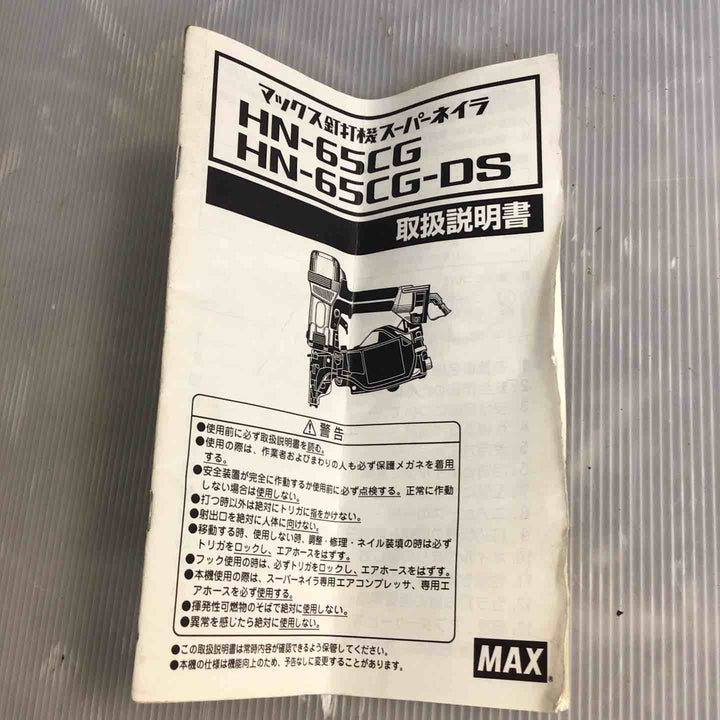 マックス釘打機スーパーネイラ
HN-65CG
HN-65CG-DS
取扱説明書
警告
●使用前に必ず取扱説明書を読む。
●使用の際は、作業者およびまわりの人も必ず保護メガネを着用
する。
●安全装置が完全に作動するか使用前に必ず点検する。正常に作動
しない場合は使用しない。
●打つ時以外は絶対にトリガに指をかけない。
●射出口を絶対に人体に向けない。
●移動する時、使用しない時、調整・修理・ネイル装填の時は必ず
トリガをロックし、エアホースをはずす。
●フック使用の時は、必ずトリガをロックし、エアホースをはずす。
●本機使用の際は、スーパーネイラ専用エアコンプレッサ、専用エ
アホースを必ず使用する。
●揮発性可燃物のそばで絶対に使用しない。
●異常を感じたら絶対に使用しない。
●この取扱説明書は常時内容が確認できるよう保管してください。
●本機の仕様は機能向上のため、予告なしに変更することがあります。
MAX®